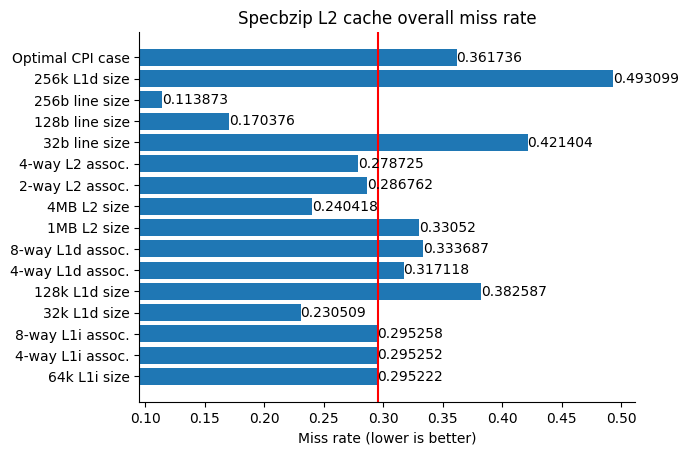 Specbzip L2 cache overall miss rate
Optimal CPI case 0.361736
256k L1d size 0.493099
256b line size 0.113873
128b line size 0.170376
32b line size 0.421404
4-way L2 assoc. 0.278725
2-way L2 assoc. 0.286762
4MB L2 size 0.240418
1MB L2 size 0.33052
8-way L1d assoc. 0.333687
4-way L1d assoc. 0.317118
128k L1d size 0.382587
32k L1d size 0.230509
8-way L1i assoc. 0.295258
4-way L1i assoc. 0.295252
64k L1i size 0.295222
0.10 0.15 0.20 0.25 0.30 0.35 0.40 0.45 0.50
Miss rate (lower is better)